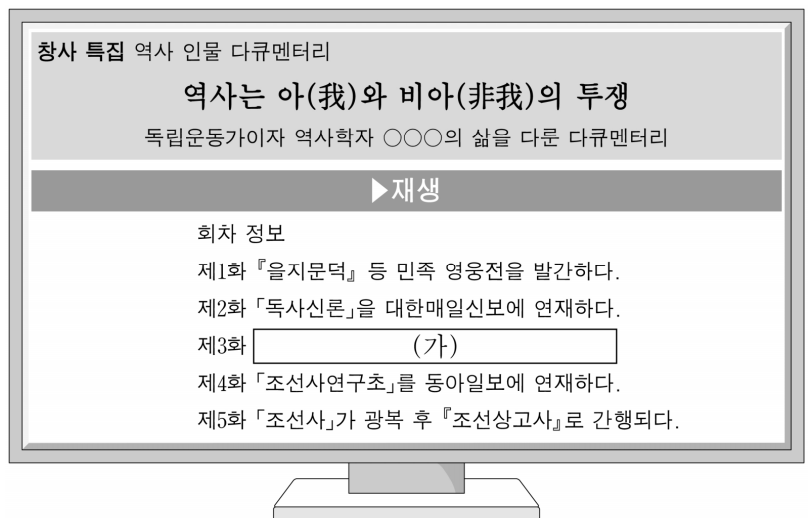 창사 특집 역사 인물 다큐멘터리
역사는 아(我)와 비아(非我)의 투쟁
독립운동가이자 역사학자 ○○○의 삶을 다룬 다큐멘터리
▶재생
회차 정보
제1화 『을지문덕』 등 민족 영웅전을 발간하다.
제2화 「독사신론」을 대한매일신보에 연재하다.
제3화 (가)
제4화 「조선사연구초」를 동아일보에 연재하다.
제5화 「조선사」가 광복 후 『조선상고사』로 간행되다.